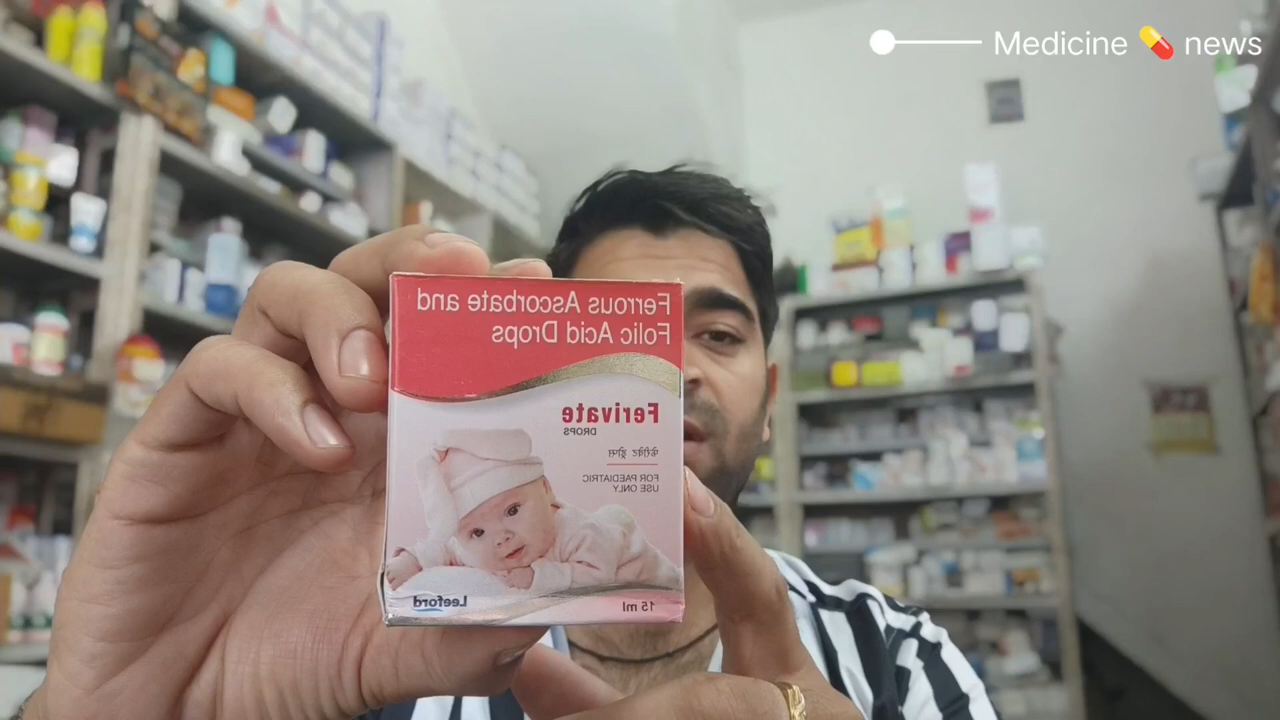 Medicine 💊 news
Ferrous Ascorbate and
Folic Acid Drops
Ferivate
DROPS
फेरीवेट ड्रॉप्स
FOR PAEDIATRIC
USE ONLY
Leeford
15 ml